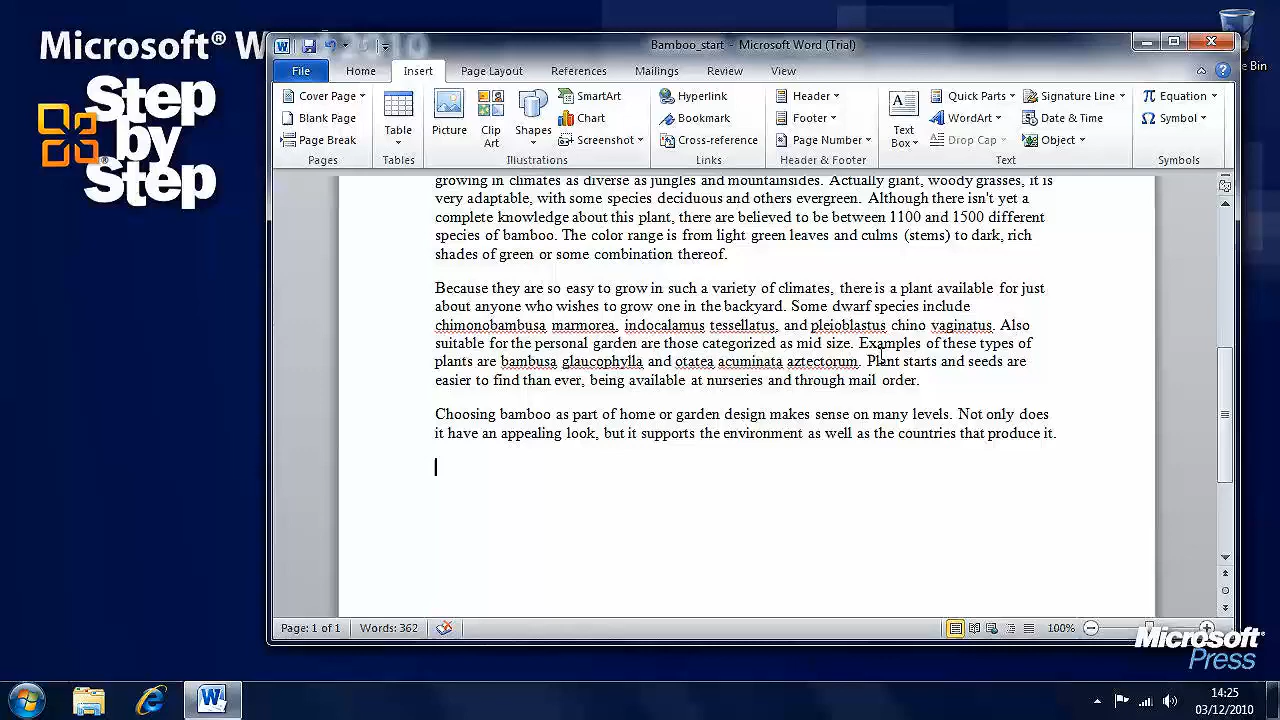 Microsoft® W 2010
Step by Step ®
Bamboo_start - Microsoft Word (Trial)
e Bin
File Home Insert Page Layout References Mailings Review View
Cover Page
Blank Page
Page Break
Pages
Table
Tables
Picture
Clip Art
Shapes
SmartArt
Chart
Screenshot
Illustrations
Hyperlink
Bookmark
Cross-reference
Links
Header
Footer
Page Number
Header & Footer
Text Box
Quick Parts
WordArt
Drop Cap
Signature Line
Date & Time
Object
Text
π Equation
Ω Symbol
Symbols
growing in climates as diverse as jungles and mountainsides. Actually giant, woody grasses, it is
very adaptable, with some species deciduous and others evergreen. Although there isn't yet a
complete knowledge about this plant, there are believed to be between 1100 and 1500 different
species of bamboo. The color range is from light green leaves and culms (stems) to dark, rich
shades of green or some combination thereof.
Because they are so easy to grow in such a variety of climates, there is a plant available for just
about anyone who wishes to grow one in the backyard. Some dwarf species include
chimonobambusa marmorea, indocalamus tessellatus, and pleioblastus chino vaginatus. Also
suitable for the personal garden are those categorized as mid size. Examples of these types of
plants are bambusa glaucophylla and otatea acuminata aztectorum. Plant starts and seeds are
easier to find than ever, being available at nurseries and through mail order.
Choosing bamboo as part of home or garden design makes sense on many levels. Not only does
it have an appealing look, but it supports the environment as well as the countries that produce it.
Page: 1 of 1 Words: 362 100%
Microsoft
Press
14:25
03/12/2010